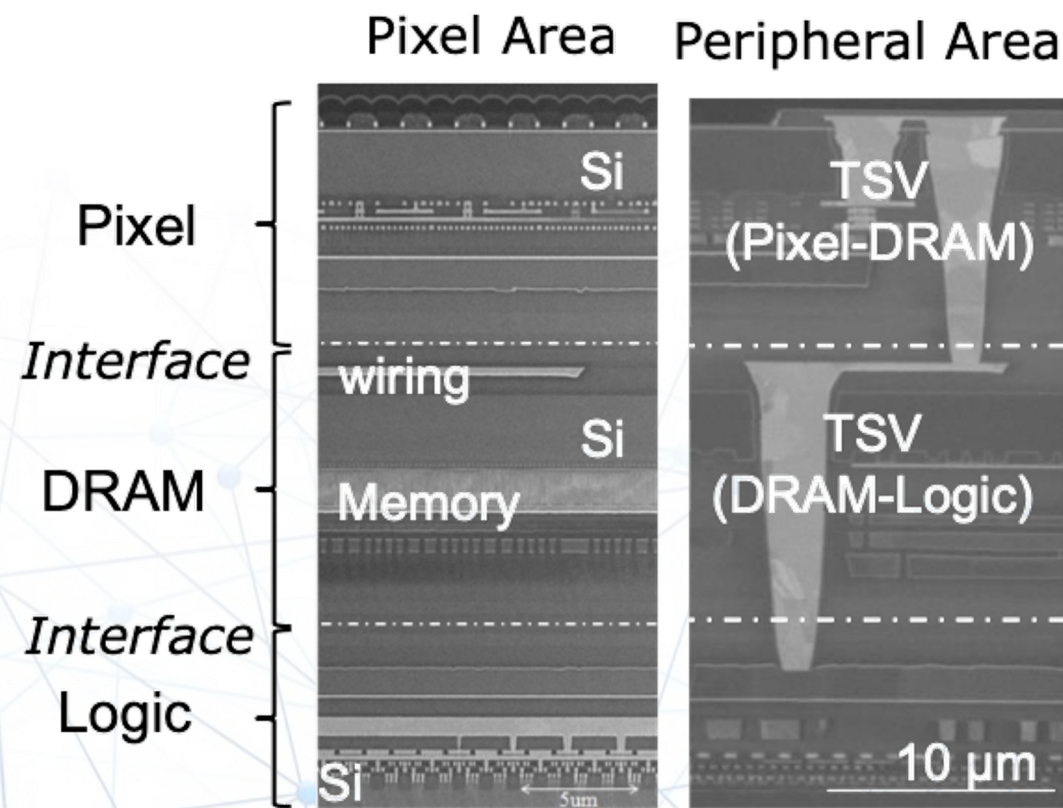 Pixel Area
Peripheral Area
Pixel
Interface
DRAM
Interface
Logic
Si
wiring
Si
Memory
Si
5um
TSV
(Pixel-DRAM)
TSV
(DRAM-Logic)
10 µm